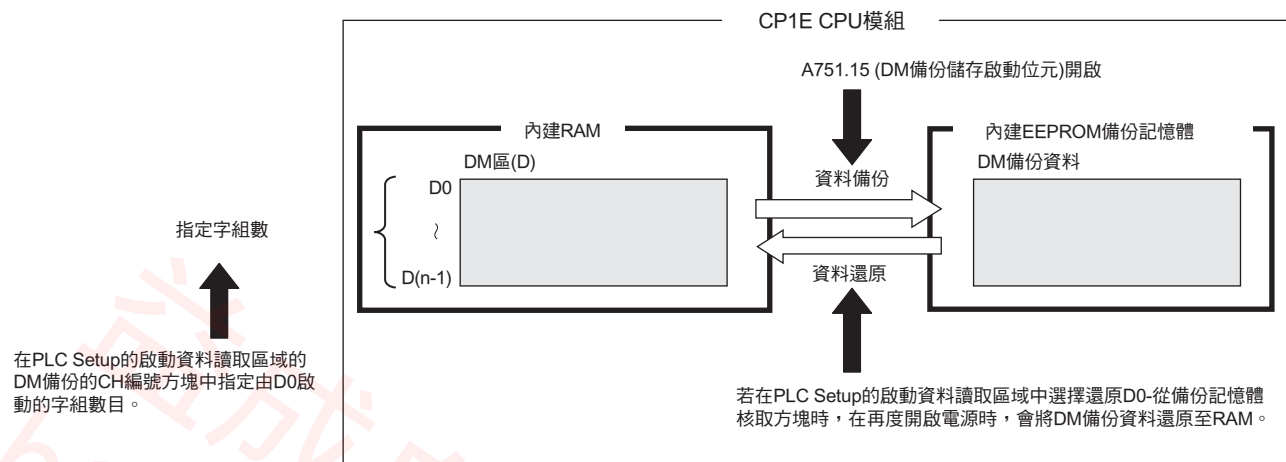 CP1E CPU模組
A751.15 (DM備份儲存啟動位元)開啟
內建RAM
內建EEPROM備份記憶體
DM區(D)
DM備份資料
資料備份
D0
～
D(n-1)
指定字組數
資料還原
在PLC Setup的啟動資料讀取區域的
DM備份的CH編號方塊中指定由D0啟
動的字組數目。
若在PLC Setup的啟動資料讀取區域中選擇還原D0-從備份記憶體
核取方塊時，在再度開啟電源時，會將DM備份資料還原至RAM。